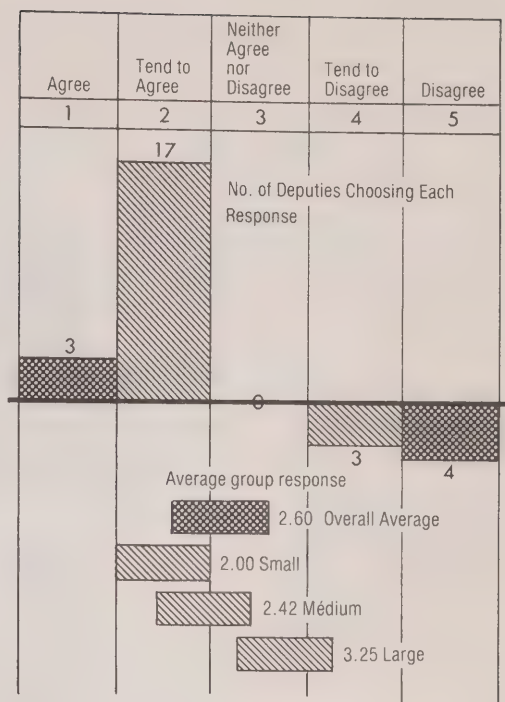 Agree
Tend to
Agree
Neither
Agree
nor
Disagree
Tend to
Disagree
Disagree
1
2
3
4
5
17
No. of Deputies Choosing Each
Response
3
0
3
4
Average group response
2.60 Overall Average
2.00 Small
2.42 Médium
3.25 Large